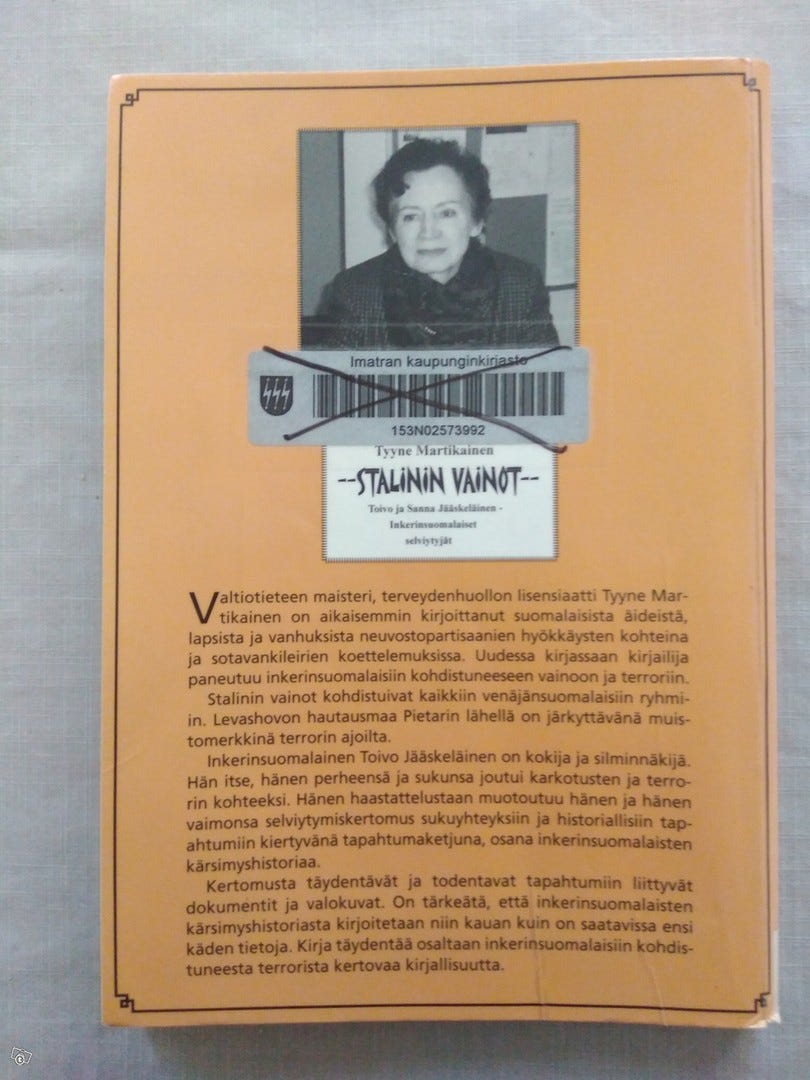 Imatran kaupunginkirjasto
153N02573992
Tyyne Martikainen
--STALININ VAINOT--
Toivo ja Sanna Jääskeläinen -
Inkerinsuomalaiset
selviytyjät
Valtiotieteen maisteri, terveydenhuollon lisensiaatti Tyyne Mar-
tikainen on aikaisemmin kirjoittanut suomalaisista äideistä,
lapsista ja vanhuksista neuvostopartisaanien hyökkäysten kohteina
ja sotavankileirien koettelemuksissa. Uudessa kirjassaan kirjailija
paneutuu inkerinsuomalaisiin kohdistuneeseen vainoon ja terroriin.
Stalinin vainot kohdistuivat kaikkiin venäjänsuomalaisiin ryhmi-
in. Levashovon hautausmaa Pietarin lähellä on järkyttävänä muis-
tomerkkinä terrorin ajoilta.
Inkerinsuomalainen Toivo Jääskeläinen on kokija ja silminnäkijä.
Hän itse, hänen perheensä ja sukunsa joutui karkotusten ja terro-
rin kohteeksi. Hänen haastattelustaan muotoutuu hänen ja hänen
vaimonsa selviytymiskertomus sukuyhteyksiin ja historiallisiin tap-
ahtumiin kiertyvänä tapahtumaketjuna, osana inkerinsuomalaisten
kärsimyshistoriaa.
Kertomusta täydentävät ja todentavat tapahtumiin liittyvät
dokumentit ja valokuvat. On tärkeätä, että inkerinsuomalaisten
kärsimyshistoriasta kirjoitetaan niin kauan kuin on saatavissa ensi
käden tietoja. Kirja täydentää osaltaan inkerinsuomalaisiin kohdis-
tuneesta terrorista kertovaa kirjallisuutta.